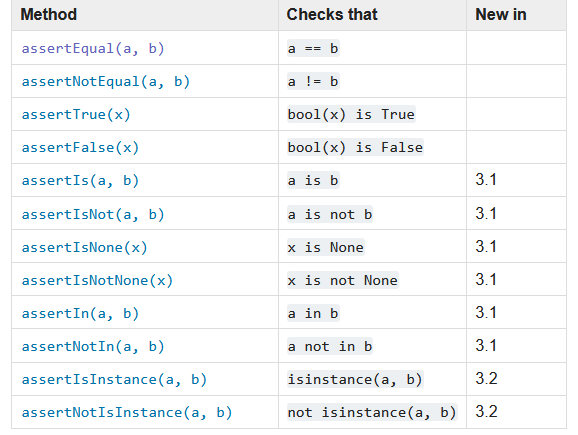 Method Checks that New in
assertEqual(a, b) a == b
assertNotEqual(a, b) a != b
assertTrue(x) bool(x) is True
assertFalse(x) bool(x) is False
assertIs(a, b) a is b 3.1
assertIsNot(a, b) a is not b 3.1
assertIsNone(x) x is None 3.1
assertIsNotNone(x) x is not None 3.1
assertIn(a, b) a in b 3.1
assertNotIn(a, b) a not in b 3.1
assertIsInstance(a, b) isinstance(a, b) 3.2
assertNotIsInstance(a, b) not isinstance(a, b) 3.2